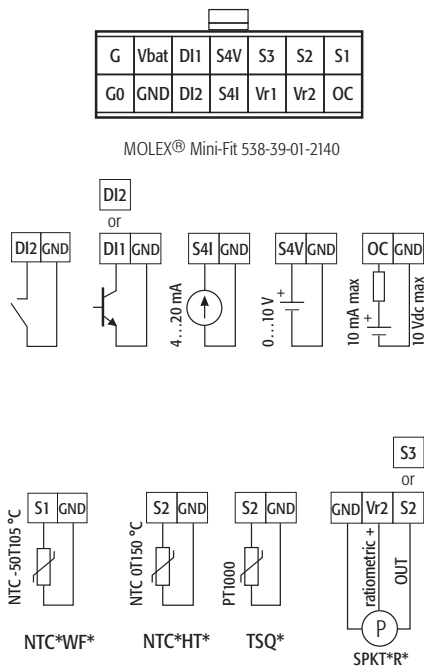 G Vbat DI1 S4V S3 S2 S1
G0 GND DI2 S4I Vr1 Vr2 OC
MOLEX® Mini-Fit 538-39-01-2140
DI2
or
DI2 GND DI1 GND S4I GND S4V GND OC GND
4...20 mA
0...10 V
+
10 mA max
+
10 Vdc max
S3
or
S1 GND S2 GND S2 GND GND Vr2 S2
NTC -50T105 °C
NTC 0T150 °C
PT1000
ratiometric +
OUT
P
NTC*WF* NTC*HT* TSQ* SPKT*R*